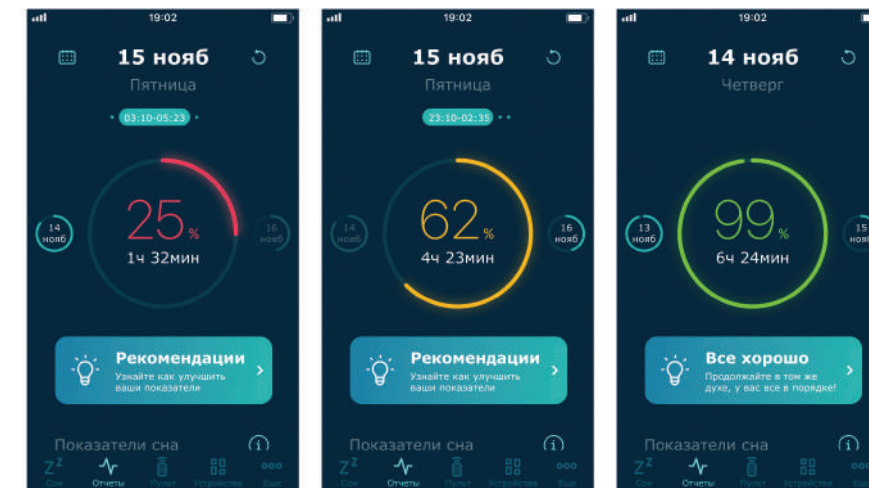 19:02
15 нояб
Пятница
03:10-05:23
25%
1ч 32мин
14
нояб
16
нояб
Рекомендации
Узнайте как улучшить
ваши показатели
Показатели сна
Сон
Отчеты
Пульт
Устройства
Еще
19:02
15 нояб
Пятница
23:10-02:35
62%
4ч 23мин
14
нояб
16
нояб
Рекомендации
Узнайте как улучшить
ваши показатели
Показатели сна
Сон
Отчеты
Пульт
Устройства
Еще
19:02
14 нояб
Четверг
99%
6ч 24мин
13
нояб
15
Все хорошо
Продолжайте в том же
духе, у вас все в порядке!
Показатели сна
Сон
Отчеты
Пульт
Устройства
Еще